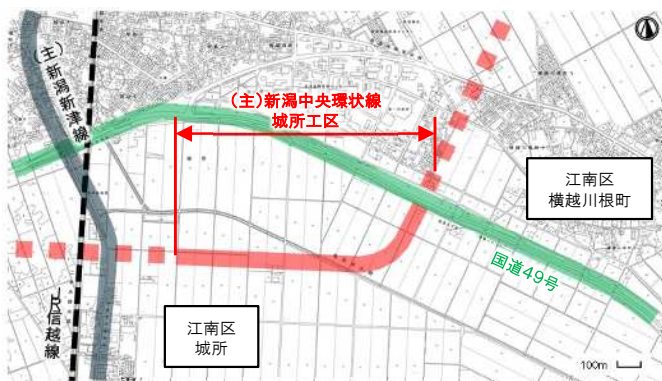 (主)新潟新津線
(主)新潟中央環状線
城所工区
江南区
横越川根町
国道49号
江南区
城所
JR信越線
100m